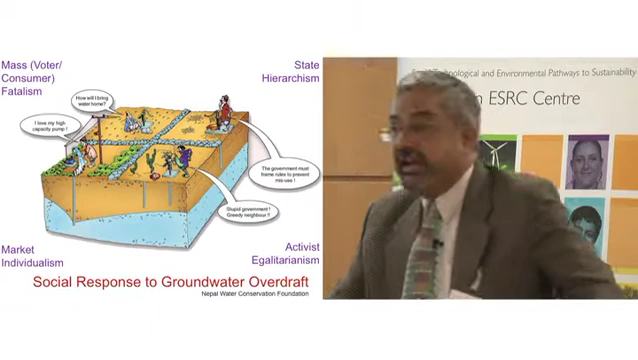 Mass (Voter/
Consumer)
Fatalism
State
Hierarchism
How will I bring
water home?
I love my high
capacity pump !
The government must
frame rules to prevent
mis-use !
Stupid government !
Greedy neighbour !!
Market
Individualism
Activist
Egalitarianism
Social Response to Groundwater Overdraft
Nepal Water Conservation Foundation
Technological and Environmental Pathways to Sustainability
ESRC Centre